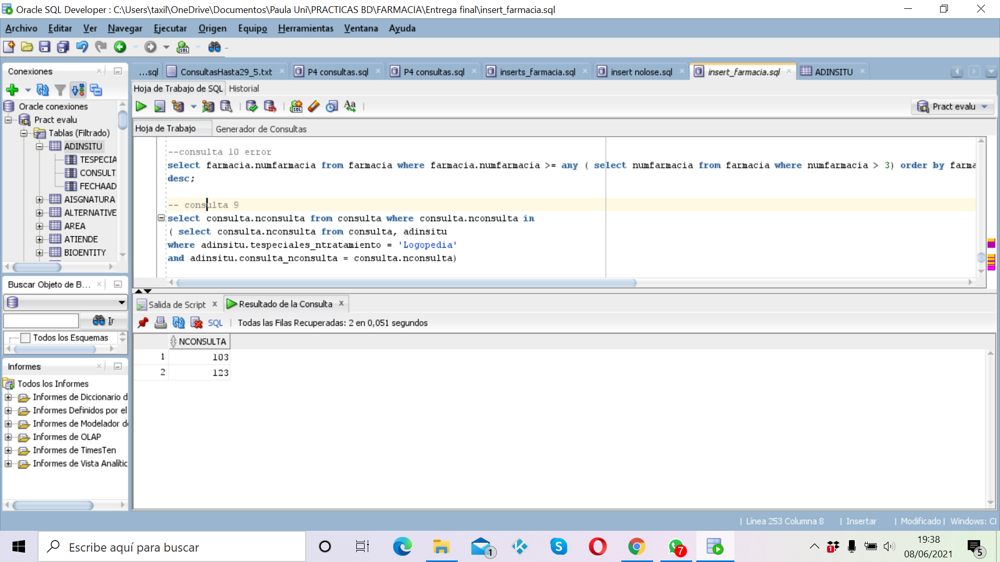 Oracle SQL Developer : C:\Users\taxil\OneDrive\Documentos\Paula Uni\PRACTICAS BD\FARMACIA\Entrega final\insert_farmacia.sql
Archivo Editar Ver Navegar Ejecutar Origen Equipo Herramientas Ventana Ayuda
Conexiones
...sql ConsultasHasta29_5.txt P4 consultas.sql P4 consultas.sql inserts_farmacia.sql insert nolose.sql insert_farmacia.sql ADINSITU
Hoja de Trabajo de SQL Historial
Pract evalu
Hoja de Trabajo Generador de Consultas
Oracle conexiones
Pract evalu
Tablas (Filtrado)
ADINSITU
TESPECIA
CONSULT
FECHAAD
AISGNATURA
ALTERNATIVE
AREA
ATIENDE
BIOENTITY
--consulta 10 error
select farmacia.numfarmacia from farmacia where farmacia.numfarmacia >= any ( select numfarmacia from farmacia where numfarmacia > 3) order by farma
desc;
-- consulta 9
select consulta.nconsulta from consulta where consulta.nconsulta in
( select consulta.nconsulta from consulta, adinsitu
where adinsitu.tespeciales_ntratamiento = 'Logopedia'
and adinsitu.consulta_nconsulta = consulta.nconsulta)
Buscar Objeto de B...
Ir
Todos los Esquemas
Salida de Script Resultado de la Consulta
SQL | Todas las Filas Recuperadas: 2 en 0,051 segundos
NCONSULTA
1 103
2 123
Informes
Todos los Informes
Informes de Diccionario d
Informes Definidos por el
Informes de Modelador de
Informes de OLAP
Informes de TimesTen
Informes de Vista Analític
| Línea 253 Columna 8 | Insertar | Modificado | Windows: CI
Escribe aquí para buscar
1
7
1
19:38
08/06/2021
5